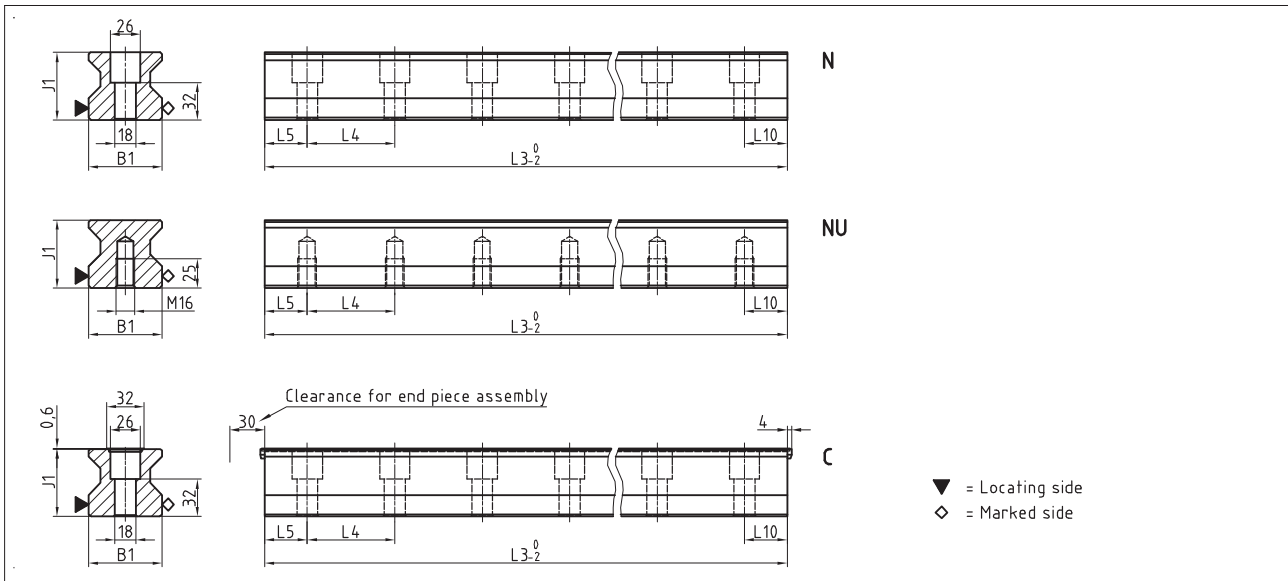 26
N
J1
32
18
B1
L5
L4
L10
L3-2 0
NU
J1
25
M16
B1
L5
L4
L10
L3-2 0
Clearance for end piece assembly
32
0,6
26
30
4
C
J1
32
18
B1
L5
L4
L10
L3-2 0
= Locating side
= Marked side